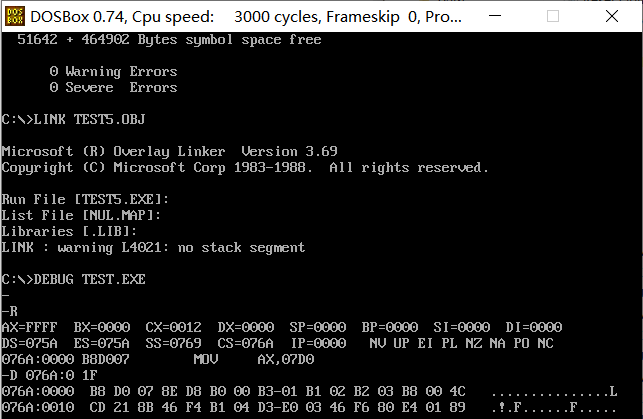 DOSBox 0.74, Cpu speed: 3000 cycles, Frameskip 0, Pro...
51642 + 464902 Bytes symbol space free
0 Warning Errors
0 Severe Errors
C:\>LINK TEST5.OBJ
Microsoft (R) Overlay Linker Version 3.69
Copyright (C) Microsoft Corp 1983-1988. All rights reserved.
Run File [TEST5.EXE]:
List File [NUL.MAP]:
Libraries [.LIB]:
LINK : warning L4021: no stack segment
C:\>DEBUG TEST.EXE
-
-R
AX=FFFF BX=0000 CX=0012 DX=0000 SP=0000 BP=0000 SI=0000 DI=0000
DS=075A ES=075A SS=0769 CS=076A IP=0000 NV UP EI PL NZ NA PO NC
076A:0000 B8D007 MOV AX,07D0
-D 076A:0 1F
076A:0000 B8 D0 07 8E D8 B0 00 B3-01 B1 02 B2 03 B8 00 4C ...............L
076A:0010 CD 21 8B 46 F4 B1 04 D3-E0 03 46 F6 80 E4 01 89 .!.F......F.....